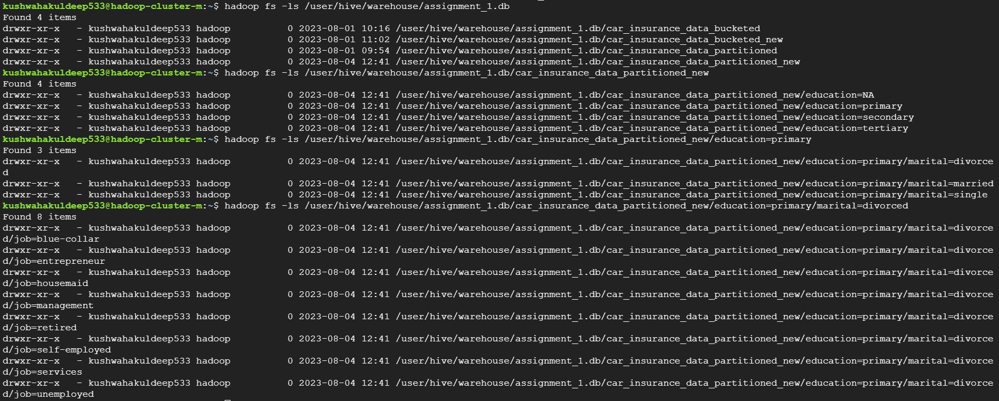 kushwahakuldeep533@hadoop-cluster-m:~$ hadoop fs -ls /user/hive/warehouse/assignment_1.db
Found 4 items
drwxr-xr-x   - kushwahakuldeep533 hadoop          0 2023-08-01 10:16 /user/hive/warehouse/assignment_1.db/car_insurance_data_bucketed
drwxr-xr-x   - kushwahakuldeep533 hadoop          0 2023-08-01 11:02 /user/hive/warehouse/assignment_1.db/car_insurance_data_bucketed_new
drwxr-xr-x   - kushwahakuldeep533 hadoop          0 2023-08-01 09:54 /user/hive/warehouse/assignment_1.db/car_insurance_data_partitioned
drwxr-xr-x   - kushwahakuldeep533 hadoop          0 2023-08-04 12:41 /user/hive/warehouse/assignment_1.db/car_insurance_data_partitioned_new
kushwahakuldeep533@hadoop-cluster-m:~$ hadoop fs -ls /user/hive/warehouse/assignment_1.db/car_insurance_data_partitioned_new
Found 4 items
drwxr-xr-x   - kushwahakuldeep533 hadoop          0 2023-08-04 12:41 /user/hive/warehouse/assignment_1.db/car_insurance_data_partitioned_new/education=NA
drwxr-xr-x   - kushwahakuldeep533 hadoop          0 2023-08-04 12:41 /user/hive/warehouse/assignment_1.db/car_insurance_data_partitioned_new/education=primary
drwxr-xr-x   - kushwahakuldeep533 hadoop          0 2023-08-04 12:41 /user/hive/warehouse/assignment_1.db/car_insurance_data_partitioned_new/education=secondary
drwxr-xr-x   - kushwahakuldeep533 hadoop          0 2023-08-04 12:41 /user/hive/warehouse/assignment_1.db/car_insurance_data_partitioned_new/education=tertiary
kushwahakuldeep533@hadoop-cluster-m:~$ hadoop fs -ls /user/hive/warehouse/assignment_1.db/car_insurance_data_partitioned_new/education=primary
Found 3 items
drwxr-xr-x   - kushwahakuldeep533 hadoop          0 2023-08-04 12:41 /user/hive/warehouse/assignment_1.db/car_insurance_data_partitioned_new/education=primary/marital=divorce
d
drwxr-xr-x   - kushwahakuldeep533 hadoop          0 2023-08-04 12:41 /user/hive/warehouse/assignment_1.db/car_insurance_data_partitioned_new/education=primary/marital=married
drwxr-xr-x   - kushwahakuldeep533 hadoop          0 2023-08-04 12:41 /user/hive/warehouse/assignment_1.db/car_insurance_data_partitioned_new/education=primary/marital=single
kushwahakuldeep533@hadoop-cluster-m:~$ hadoop fs -ls /user/hive/warehouse/assignment_1.db/car_insurance_data_partitioned_new/education=primary/marital=divorced
Found 8 items
drwxr-xr-x   - kushwahakuldeep533 hadoop          0 2023-08-04 12:41 /user/hive/warehouse/assignment_1.db/car_insurance_data_partitioned_new/education=primary/marital=divorce
d/job=blue-collar
drwxr-xr-x   - kushwahakuldeep533 hadoop          0 2023-08-04 12:41 /user/hive/warehouse/assignment_1.db/car_insurance_data_partitioned_new/education=primary/marital=divorce
d/job=entrepreneur
drwxr-xr-x   - kushwahakuldeep533 hadoop          0 2023-08-04 12:41 /user/hive/warehouse/assignment_1.db/car_insurance_data_partitioned_new/education=primary/marital=divorce
d/job=housemaid
drwxr-xr-x   - kushwahakuldeep533 hadoop          0 2023-08-04 12:41 /user/hive/warehouse/assignment_1.db/car_insurance_data_partitioned_new/education=primary/marital=divorce
d/job=management
drwxr-xr-x   - kushwahakuldeep533 hadoop          0 2023-08-04 12:41 /user/hive/warehouse/assignment_1.db/car_insurance_data_partitioned_new/education=primary/marital=divorce
d/job=retired
drwxr-xr-x   - kushwahakuldeep533 hadoop          0 2023-08-04 12:41 /user/hive/warehouse/assignment_1.db/car_insurance_data_partitioned_new/education=primary/marital=divorce
d/job=self-employed
drwxr-xr-x   - kushwahakuldeep533 hadoop          0 2023-08-04 12:41 /user/hive/warehouse/assignment_1.db/car_insurance_data_partitioned_new/education=primary/marital=divorce
d/job=services
drwxr-xr-x   - kushwahakuldeep533 hadoop          0 2023-08-04 12:41 /user/hive/warehouse/assignment_1.db/car_insurance_data_partitioned_new/education=primary/marital=divorce
d/job=unemployed